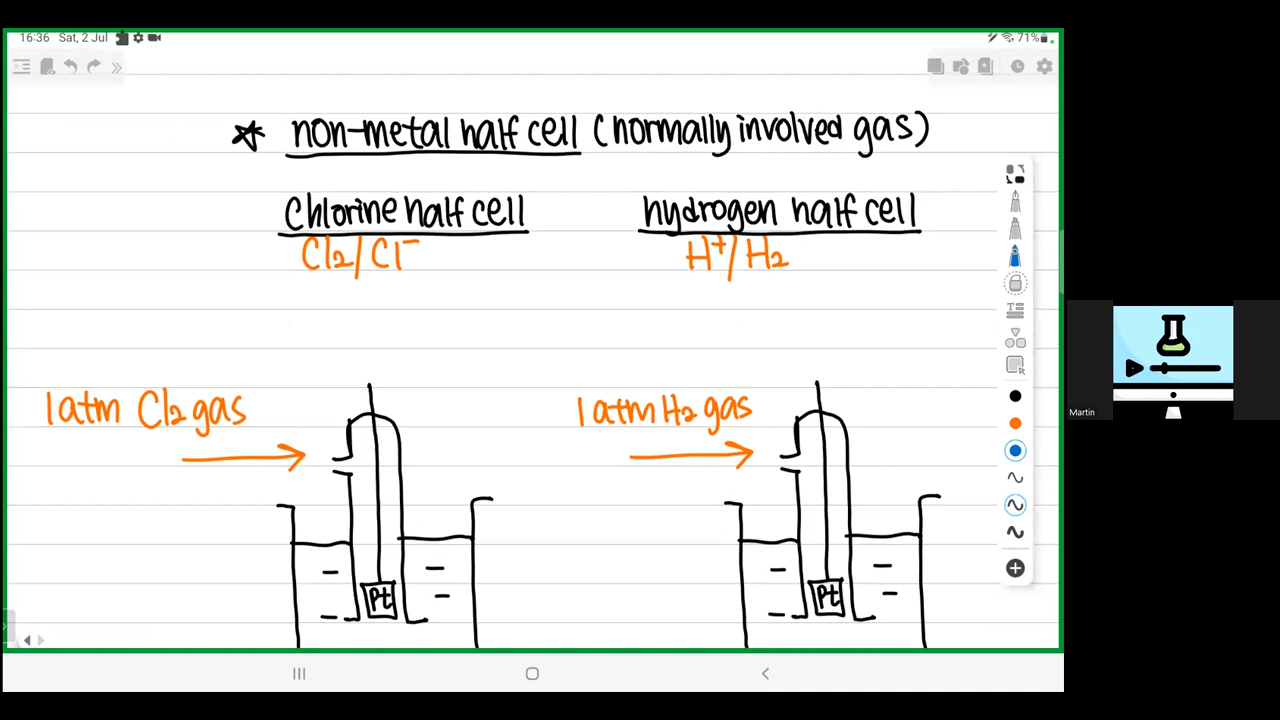 16:36 Sat, 2 Jul
71%
* non-metal half cell (normally involved gas)
Chlorine half cell
Cl₂/Cl⁻
hydrogen half cell
H⁺/H₂
1atm Cl₂ gas
1atm H₂ gas
Pt
Pt
Martin